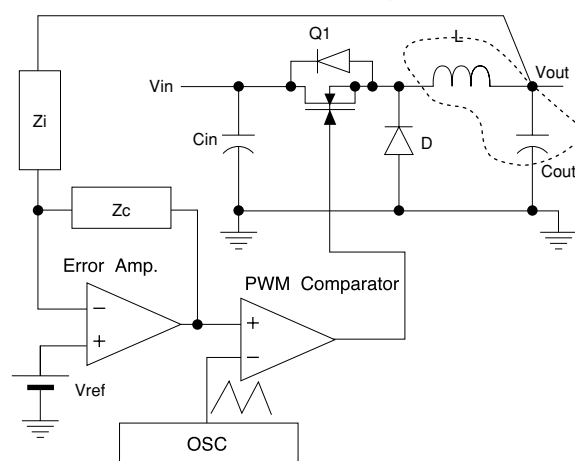 Q1
L
Vin
Vout
Zi
Cin
D
Cout
Zc
Error Amp.
PWM Comparator
−
+
+
−
Vref
OSC